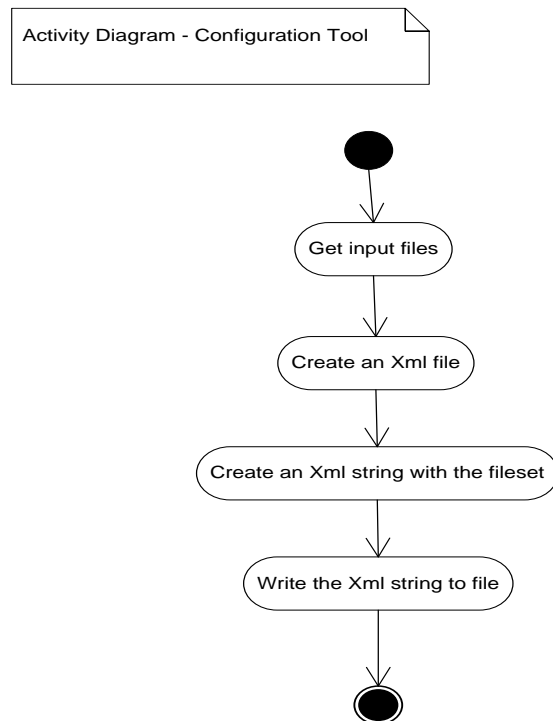 Activity Diagram - Configuration Tool
Get input files
Create an Xml file
Create an Xml string with the fileset
Write the Xml string to file